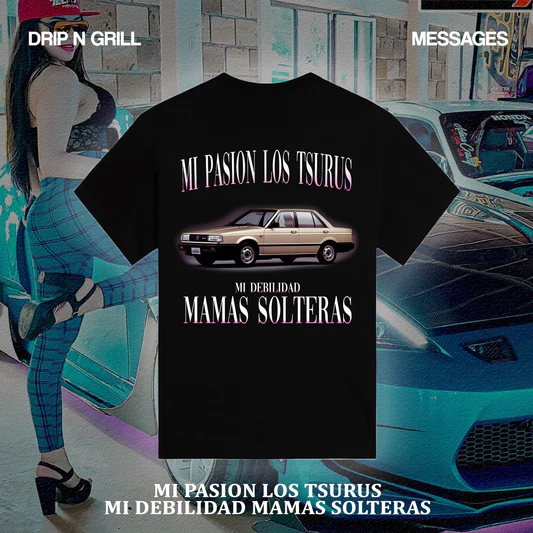 DRIP N GRILL
MESSAGES
MI PASION LOS TSURUS
MI DEBILIDAD
MAMAS SOLTERAS
HONDA
MI PASION LOS TSURUS
MI DEBILIDAD MAMAS SOLTERAS